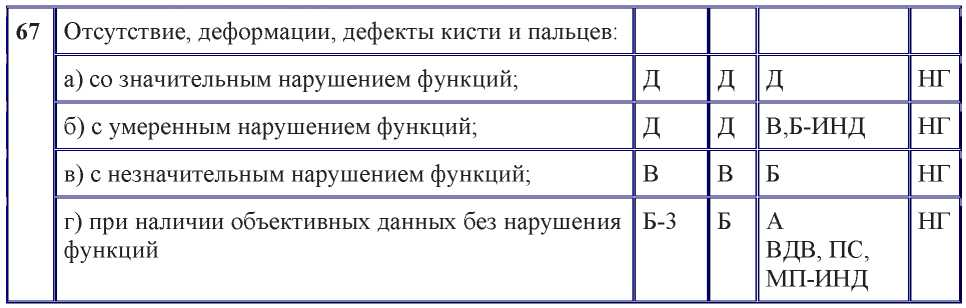 67 Отсутствие, деформации, дефекты кисти и пальцев:
а) со значительным нарушением функций; Д Д Д НГ
б) с умеренным нарушением функций; Д Д В,Б-ИНД НГ
в) с незначительным нарушением функций; В В Б НГ
г) при наличии объективных данных без нарушения Б-3 Б А НГ
функций ВДВ, ПС,
МП-ИНД